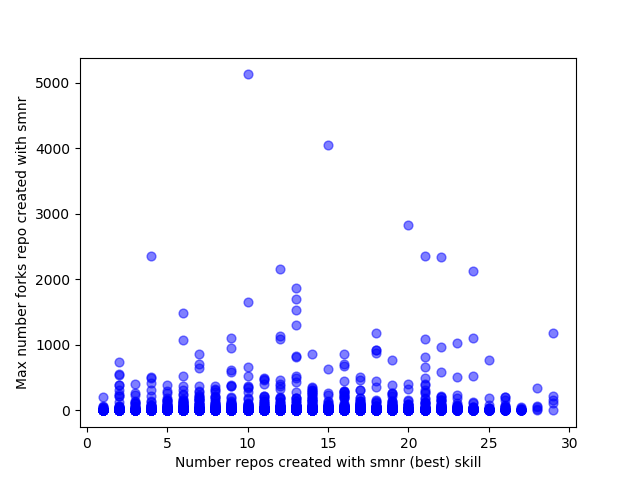 Max number forks repo created with smnr
5000
4000
3000
2000
1000
0
0 5 10 15 20 25 30
Number repos created with smnr (best) skill